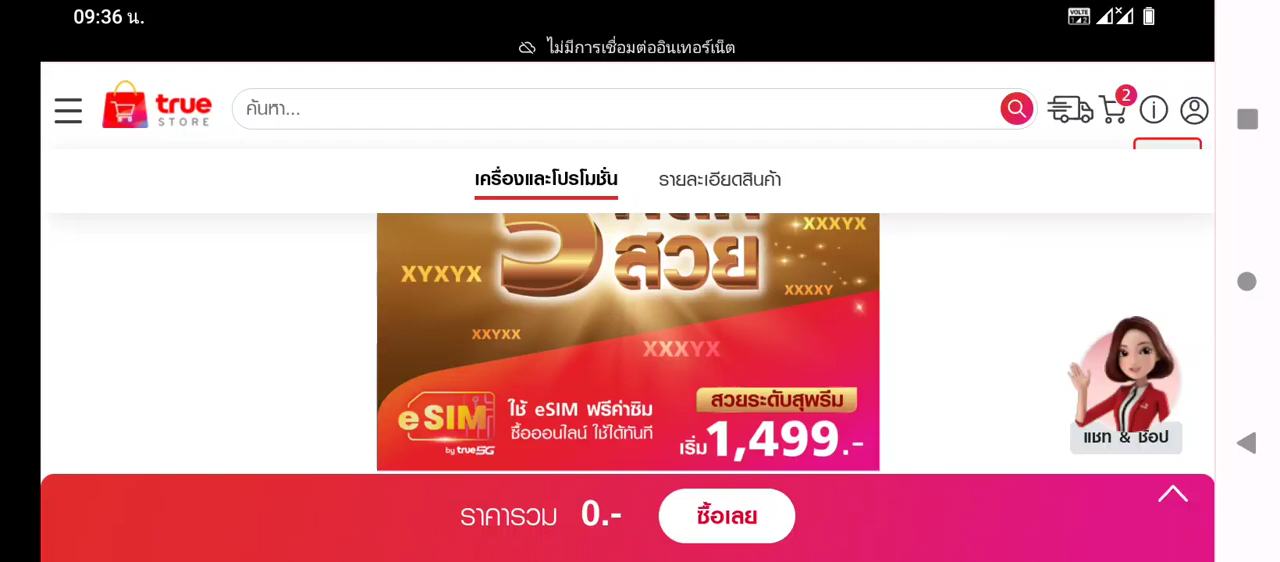 09:36 น.
VOLTE
1 2
ไม่มีการเชื่อมต่ออินเทอร์เน็ต
true
STORE
ค้นหา...
2
เครื่องและโปรโมชั่น
รายละเอียดสินค้า
5
XXXYX
สวย
XYXYX
XXXXY
XXYXX
XXXYX
eSIM
by true5G
ใช้ eSIM ฟรีค่าซิม
ซื้อออนไลน์ ใช้ได้ทันที
สวยระดับสุพรีม
เริ่ม 1,499.-
แชท & ช้อป
ราคารวม 0.-
ซื้อเลย